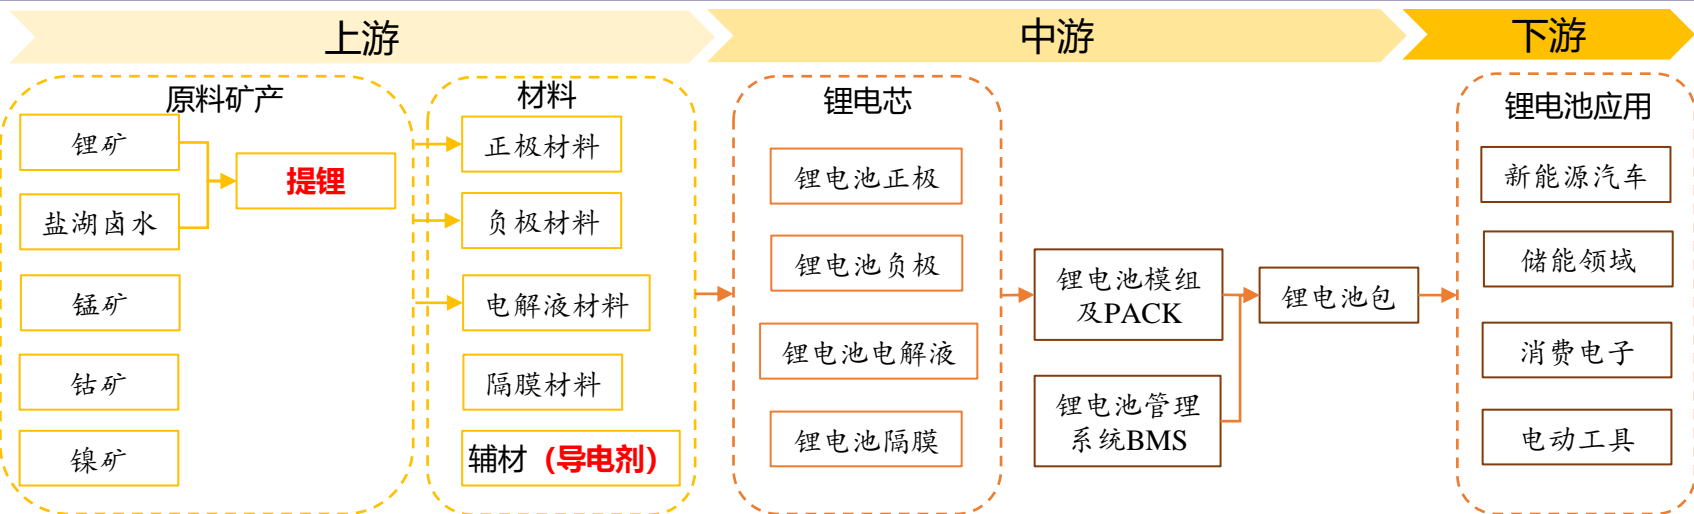 上游
中游
下游
原料矿产
锂矿
盐湖卤水
提锂
锰矿
钴矿
镍矿
材料
正极材料
负极材料
电解液材料
隔膜材料
辅材（导电剂）
锂电芯
锂电池正极
锂电池负极
锂电池电解液
锂电池隔膜
锂电池模组
及PACK
锂电池管理
系统BMS
锂电池包
锂电池应用
新能源汽车
储能领域
消费电子
电动工具